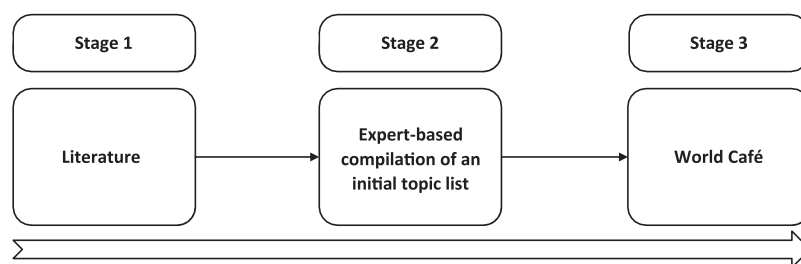 Stage 1
Stage 2
Stage 3
Literature
Expert-based
compilation of an
initial topic list
World Café